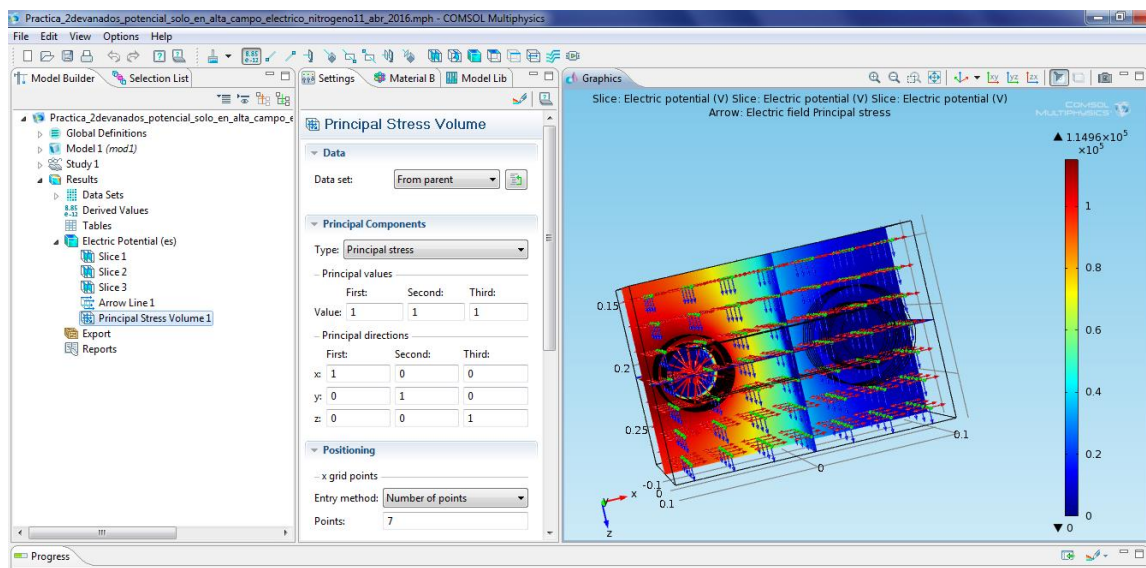 Practica_2devanados_potencial_solo_en_alta_campo_electrico_nitrogeno11_abr_2016.mph - COMSOL Multiphysics
File Edit View Options Help
Model Builder Selection List
Practica_2devanados_potencial_solo_en_alta_campo_e
Global Definitions
Model 1 (mod1)
Study 1
Results
Data Sets
8.85
e-12 Derived Values
Tables
Electric Potential (es)
Slice 1
Slice 2
Slice 3
Arrow Line 1
Principal Stress Volume 1
Export
Reports
Settings Material B Model Lib
Principal Stress Volume
Data
Data set: From parent
Principal Components
Type: Principal stress
Principal values
First: Second: Third:
Value: 1 1 1
Principal directions
First: Second: Third:
x: 1 0 0
y: 0 1 0
z: 0 0 1
Positioning
x grid points
Entry method: Number of points
Points: 7
Graphics
xy yz zx
Slice: Electric potential (V) Slice: Electric potential (V) Slice: Electric potential (V)
Arrow: Electric field Principal stress
COMSOL
MULTIPHYSICS
▲ 1.1496×10⁵
×10⁵
1
0.8
0.6
0.4
0.2
0
▼ 0
0.15
0.2
0.25
-0.1
0
0.1
0
0.1
y x
z
Progress